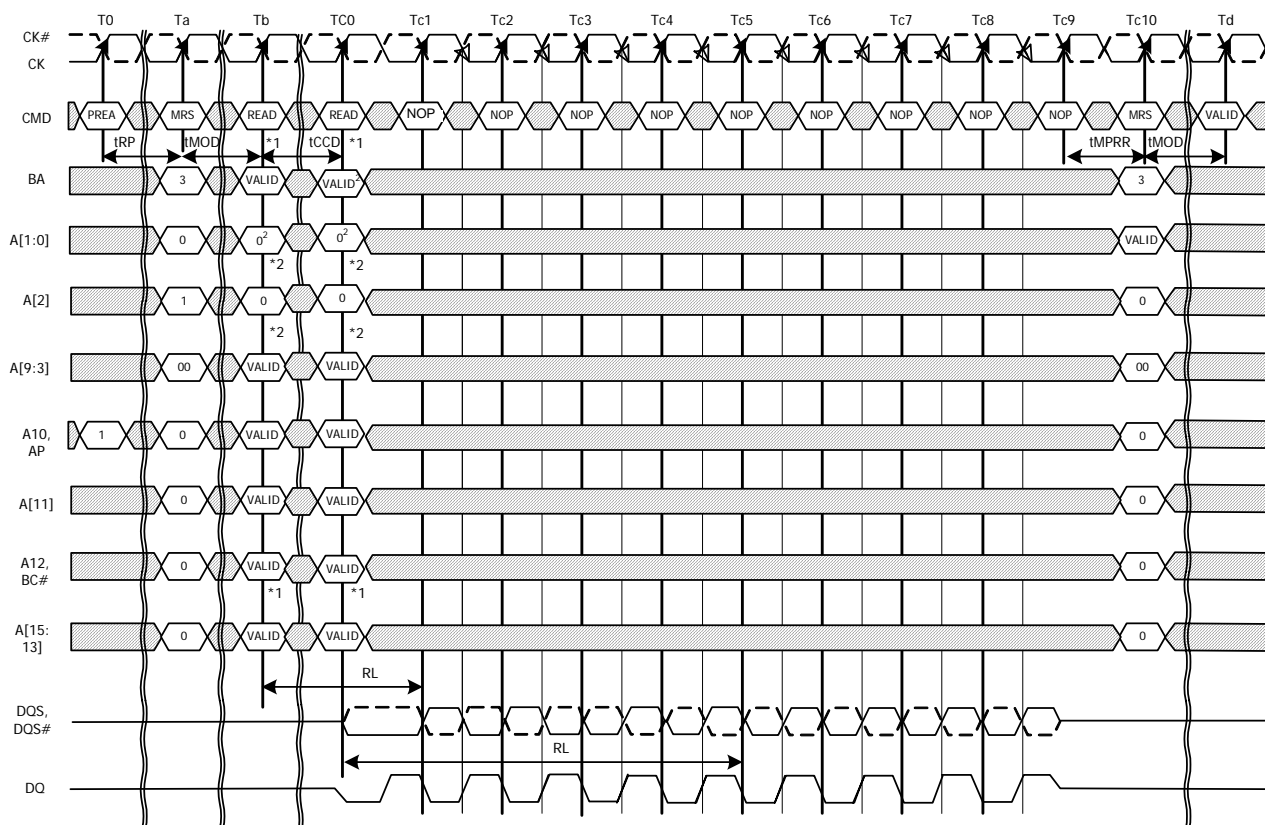 T0 Ta Tb TC0 Tc1 Tc2 Tc3 Tc4 Tc5 Tc6 Tc7 Tc8 Tc9 Tc10 Td
CK#
CK
CMD PREA MRS READ READ NOP NOP NOP NOP NOP NOP NOP NOP NOP MRS VALID
tRP tMOD *1 tCCD *1 tMPRR tMOD
BA 3 VALID VALID² 3
A[1:0] 0 0² 0² VALID
*2 *2
A[2] 1 0 0 0
*2 *2
A[9:3] 00 VALID VALID 00
A10, AP 1 0 VALID VALID 0
A[11] 0 VALID VALID 0
A12, BC# 0 VALID VALID 0
*1 *1
A[15: 13] 0 VALID VALID 0
RL
DQS, DQS#
RL
DQ